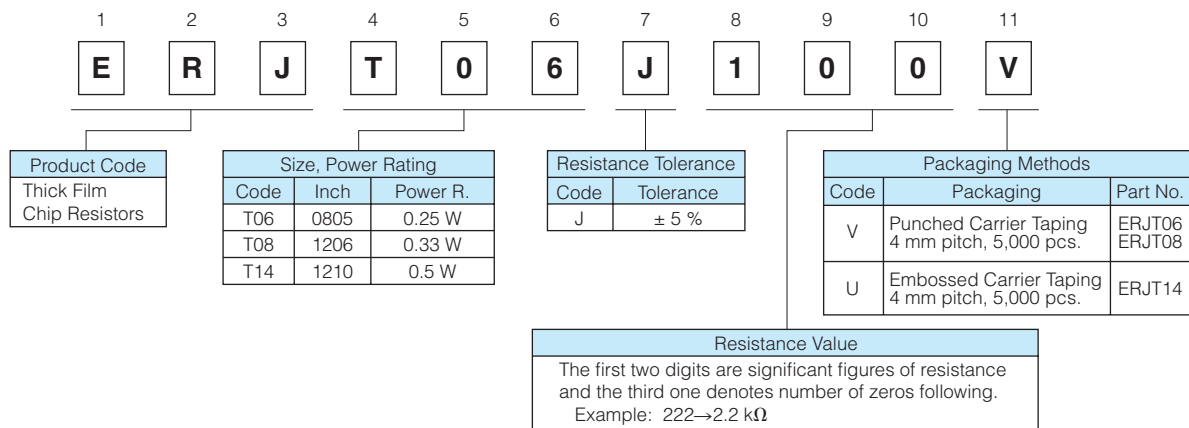 1 2 3 4 5 6 7 8 9 10 11
E R J T 0 6 J 1 0 0 V
Product Code
Thick Film
Chip Resistors
Size, Power Rating
Code Inch Power R.
T06 0805 0.25 W
T08 1206 0.33 W
T14 1210 0.5 W
Resistance Tolerance
Code Tolerance
J ± 5 %
Packaging Methods
Code Packaging Part No.
V Punched Carrier Taping ERJT06
4 mm pitch, 5,000 pcs. ERJT08
U Embossed Carrier Taping ERJT14
4 mm pitch, 5,000 pcs.
Resistance Value
The first two digits are significant figures of resistance
and the third one denotes number of zeros following.
Example: 222→2.2 kΩ